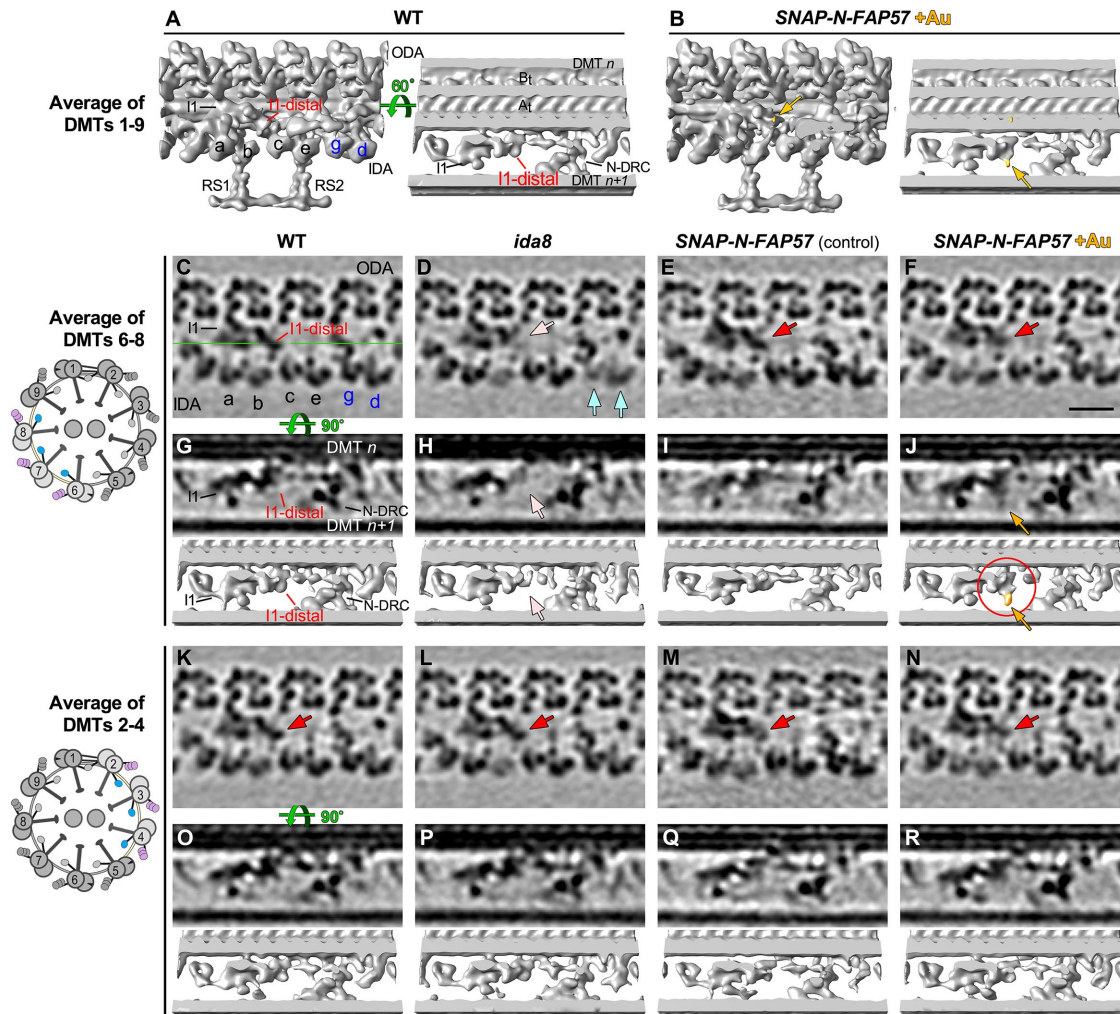 A
WT
B
SNAP-N-FAP57 +Au
Average of
DMTs 1-9
ODA
I1
I1-distal
a
b
c
e
g
d
IDA
RS1
RS2
60°
DMT n
Bt
At
I1
I1-distal
N-DRC
DMT n+1
WT
ida8
SNAP-N-FAP57 (control)
SNAP-N-FAP57 +Au
Average of
DMTs 6-8
1
2
3
4
5
6
7
8
9
C
ODA
I1
I1-distal
IDA
a
b
c
e
g
d
90°
D
E
F
G
DMT n
I1
I1-distal
N-DRC
DMT n+1
I1
I1-distal
N-DRC
H
I
J
Average of
DMTs 2-4
1
2
3
4
5
6
7
8
9
K
L
M
N
90°
O
P
Q
R